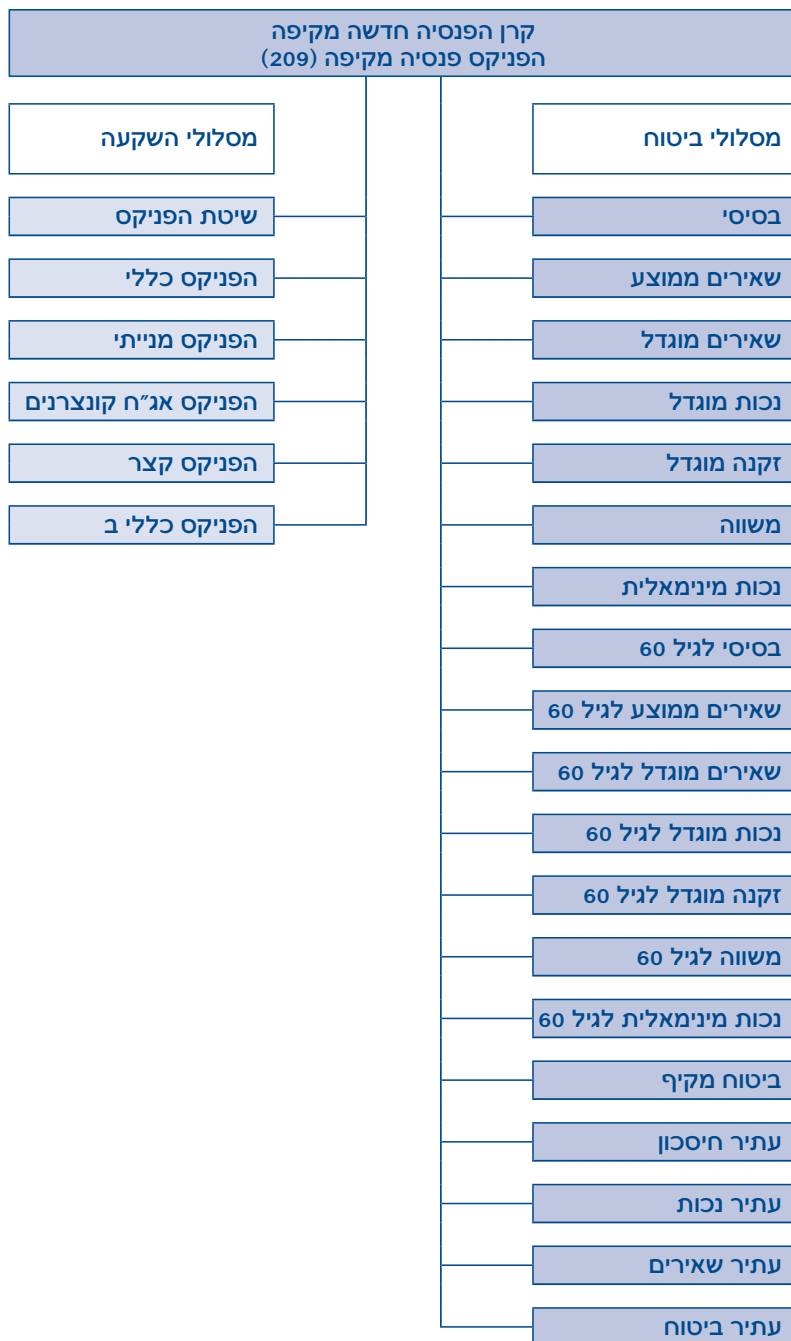 קרן הפנסיה חדשה מקיפה
הפניקס פנסיה מקיפה (209)
מסלולי ביטוח
בסיסי
שאירים ממוצע
שאירים מוגדל
נכות מוגדל
זקנה מוגדל
משווה
נכות מינימאלית
בסיסי לגיל 60
שאירים ממוצע לגיל 60
שאירים מוגדל לגיל 60
נכות מוגדל לגיל 60
זקנה מוגדל לגיל 60
משווה לגיל 60
נכות מינימאלית לגיל 60
ביטוח מקיף
עתיר חיסכון
עתיר נכות
עתיר שאירים
עתיר ביטוח
מסלולי השקעה
שיטת הפניקס
הפניקס כללי
הפניקס מנייתי
הפניקס אג״ח קונצרנים
הפניקס קצר
הפניקס כללי ב